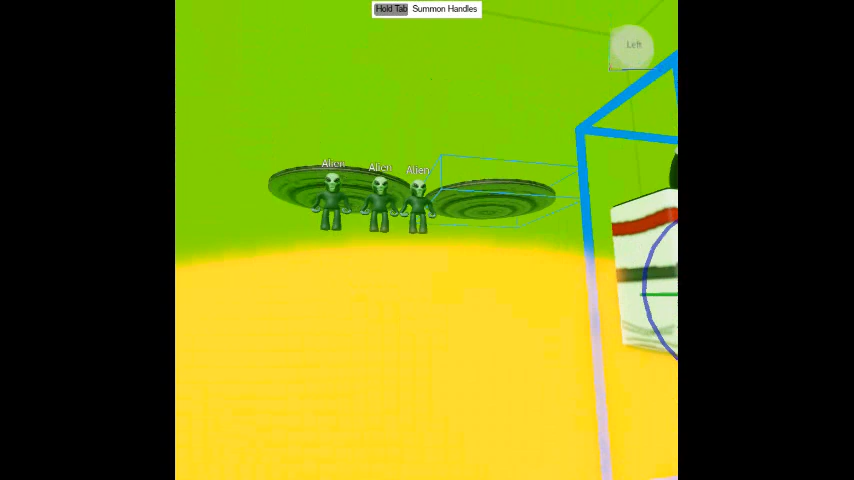 Hold Tab Summon Handles
Left
Alien
Alien
Alien